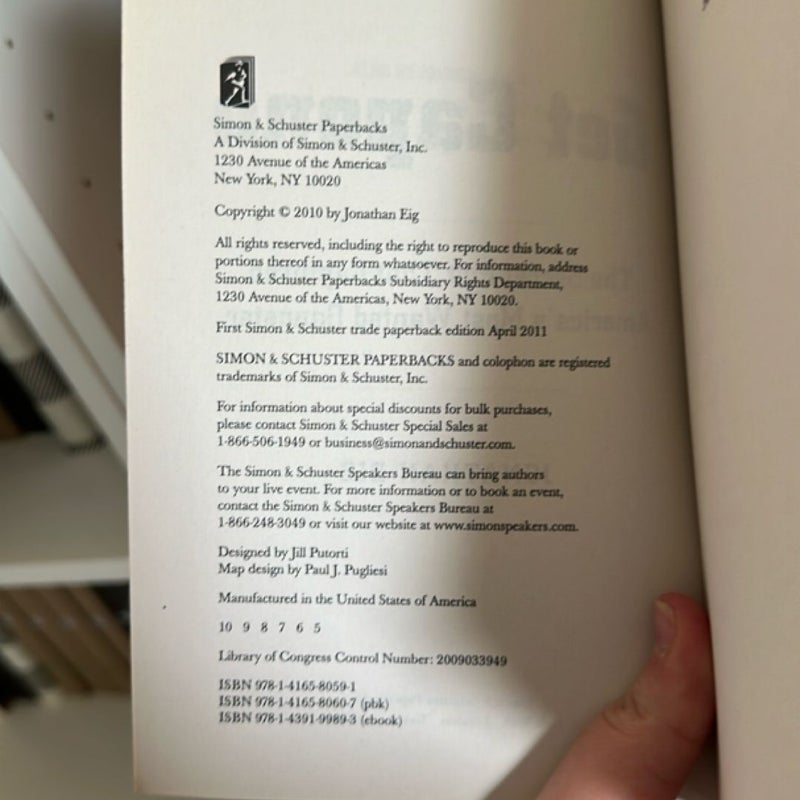 Simon & Schuster Paperbacks
A Division of Simon & Schuster, Inc.
1230 Avenue of the Americas
New York, NY 10020
Copyright © 2010 by Jonathan Eig
All rights reserved, including the right to reproduce this book or
portions thereof in any form whatsoever. For information, address
Simon & Schuster Paperbacks Subsidiary Rights Department,
1230 Avenue of the Americas, New York, NY 10020.
First Simon & Schuster trade paperback edition April 2011
SIMON & SCHUSTER PAPERBACKS and colophon are registered
trademarks of Simon & Schuster, Inc.
For information about special discounts for bulk purchases,
please contact Simon & Schuster Special Sales at
1-866-506-1949 or business@simonandschuster.com.
The Simon & Schuster Speakers Bureau can bring authors
to your live event. For more information or to book an event,
contact the Simon & Schuster Speakers Bureau at
1-866-248-3049 or visit our website at www.simonspeakers.com.
Designed by Jill Putorti
Map design by Paul J. Pugliesi
Manufactured in the United States of America
10 9 8 7 6 5
Library of Congress Control Number: 2009033949
ISBN 978-1-4165-8059-1
ISBN 978-1-4165-8060-7 (pbk)
ISBN 978-1-4391-9989-3 (ebook)